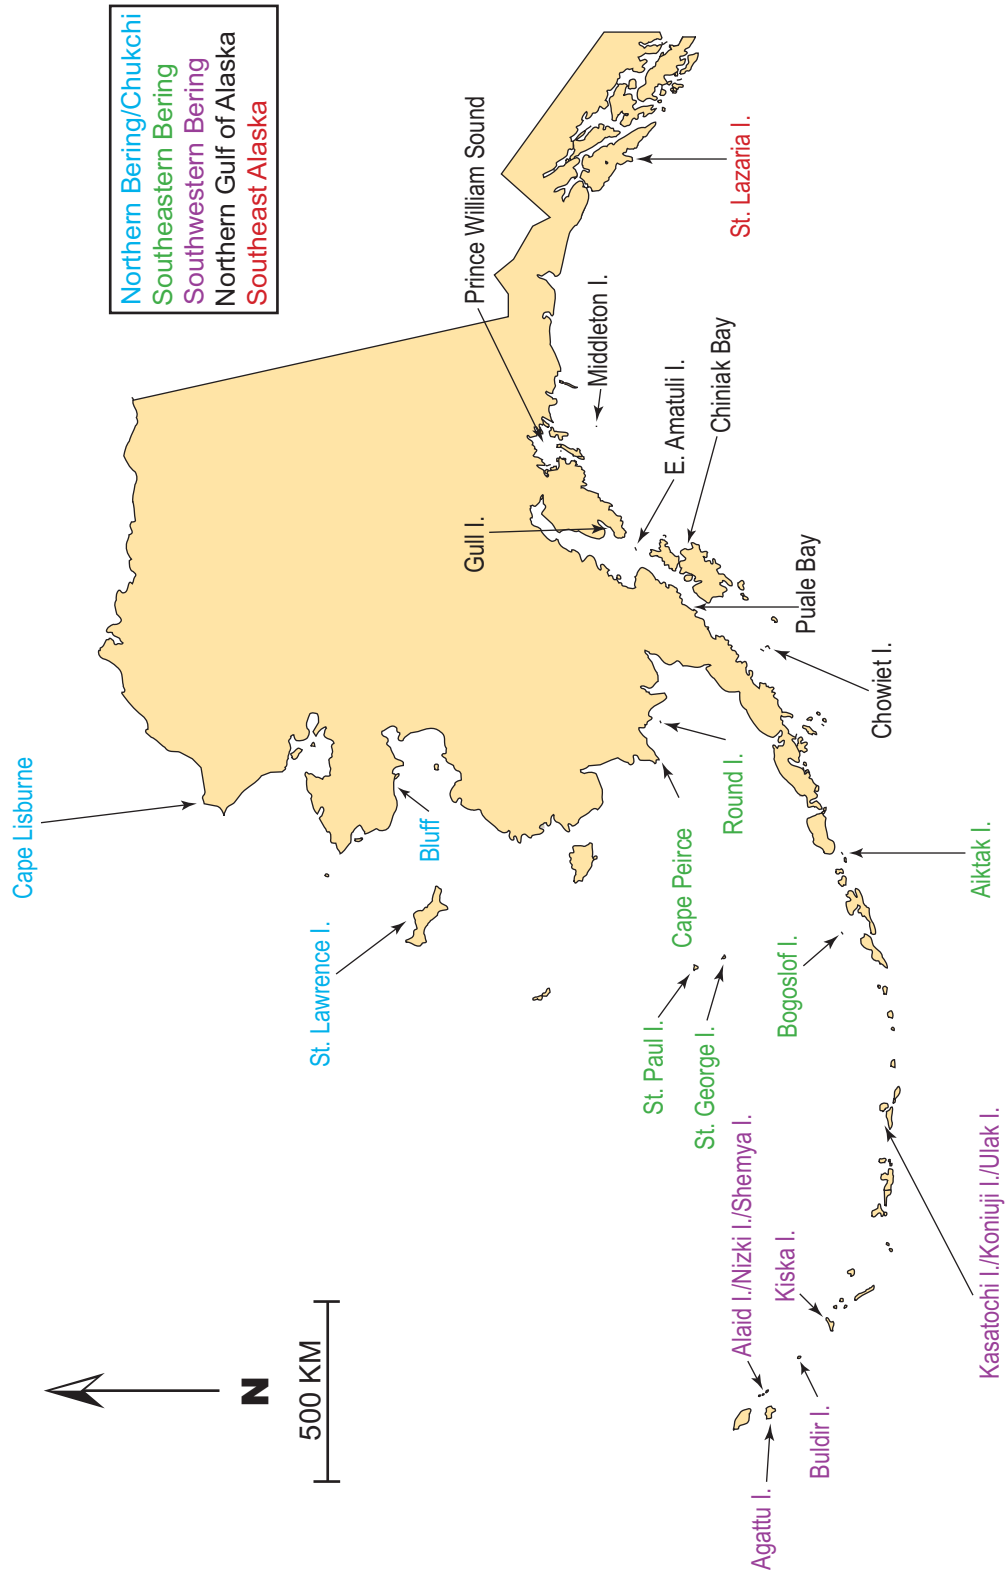 Northern Bering/Chukchi
Southeastern Bering
Southwestern Bering
Northern Gulf of Alaska
Southeast Alaska
Cape Lisburne
St. Lawrence I.
Bluff
N
500 KM
Prince William Sound
Gull I.
Middleton I.
E. Amatuli I.
Chiniak Bay
St. Lazaria I.
Puale Bay
Chowiet I.
Round I.
Cape Peirce
St. Paul I.
St. George I.
Bogoslof I.
Aiktak I.
Alaid I./Nizki I./Shemya I.
Kiska I.
Agattu I.
Buldir I.
Kasatochi I./Koniuji I./Ulak I.